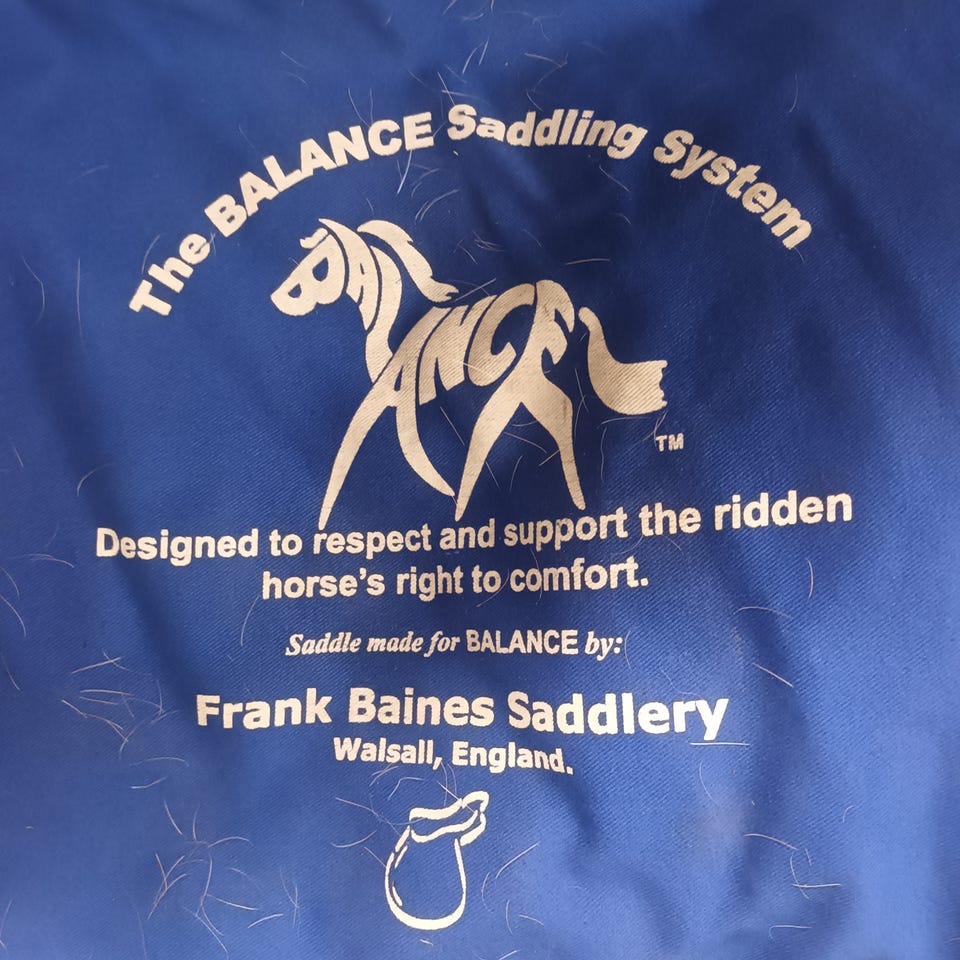 The BALANCE Saddling System
BALANCE
TM
Designed to respect and support the ridden
horse's right to comfort.
Saddle made for BALANCE by:
Frank Baines Saddlery
Walsall, England.